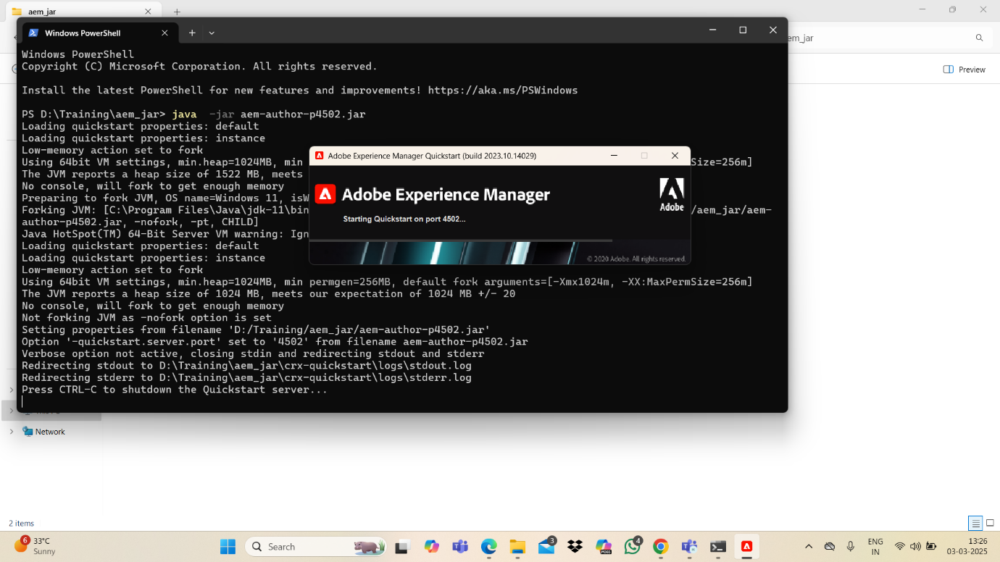 aem_jar
Windows PowerShell
em_jar
Preview
Windows PowerShell
Copyright (C) Microsoft Corporation. All rights reserved.
Install the latest PowerShell for new features and improvements! https://aka.ms/PSWindows
PS D:\Training\aem_jar> java  -jar aem-author-p4502.jar
Loading quickstart properties: default
Loading quickstart properties: instance
Low-memory action set to fork
Using 64bit VM settings, min.heap=1024MB, min
Size=256m]
The JVM reports a heap size of 1522 MB, meets
No console, will fork to get enough memory
Preparing to fork JVM, OS name=Windows 11, isW
Forking JVM: [C:\Program Files\Java\jdk-11\bin
/aem_jar/aem-
author-p4502.jar, -nofork, -pt, CHILD]
Java HotSpot(TM) 64-Bit Server VM warning: Ign
Loading quickstart properties: default
Loading quickstart properties: instance
Low-memory action set to fork
Using 64bit VM settings, min.heap=1024MB, min permgen=256MB, default fork arguments=[-Xmx1024m, -XX:MaxPermSize=256m]
The JVM reports a heap size of 1024 MB, meets our expectation of 1024 MB +/- 20
No console, will fork to get enough memory
Not forking JVM as -nofork option is set
Setting properties from filename 'D:/Training/aem_jar/aem-author-p4502.jar'
Option '-quickstart.server.port' set to '4502' from filename aem-author-p4502.jar
Verbose option not active, closing stdin and redirecting stdout and stderr
Redirecting stdout to D:\Training\aem_jar\crx-quickstart\logs\stdout.log
Redirecting stderr to D:\Training\aem_jar\crx-quickstart\logs\stderr.log
Press CTRL-C to shutdown the Quickstart server...
Adobe Experience Manager Quickstart (build 2023.10.14029)
Adobe Experience Manager
Adobe
Starting Quickstart on port 4502...
© 2020 Adobe. All rights reserved.
Network
2 items
6
33°C
Sunny
Search
3
M365
4
ENG
IN
13:26
03-03-2025